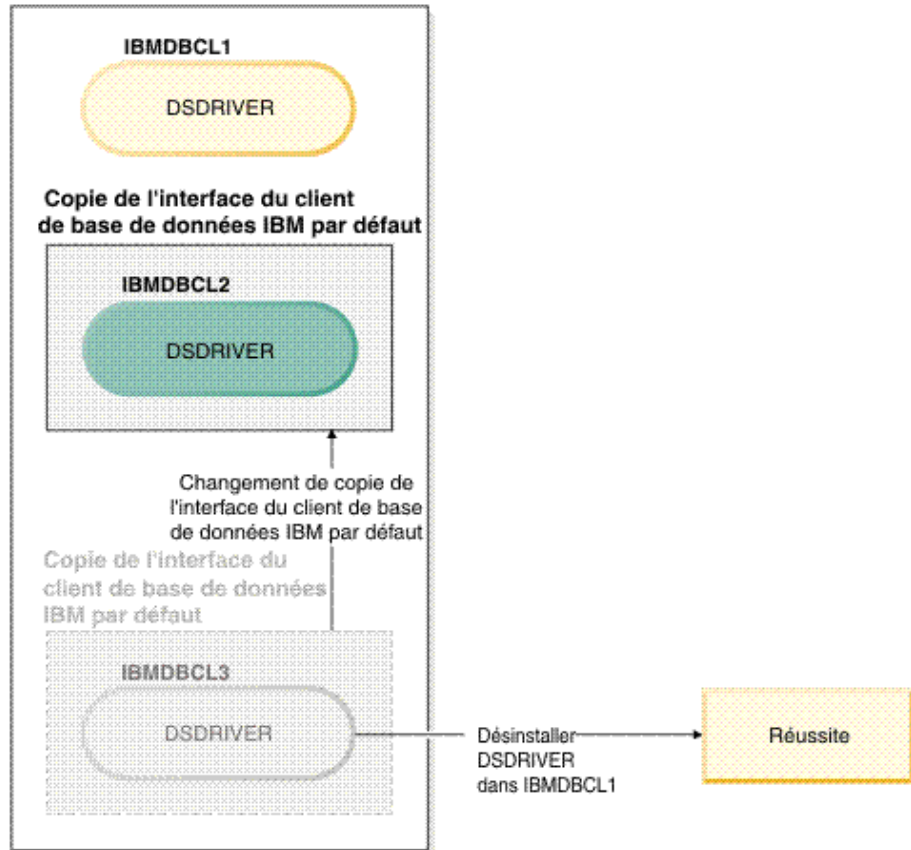 IBMDBCL1
DSDRIVER
Copie de l'interface du client
de base de données IBM par défaut
IBMDBCL2
DSDRIVER
Changement de copie de
l'interface du client de base
de données IBM par défaut
Copie de l'interface du
client de base de données
IBM par défaut
IBMDBCL3
DSDRIVER
Désinstaller
DSDRIVER
dans IBMDBCL1
Réussite